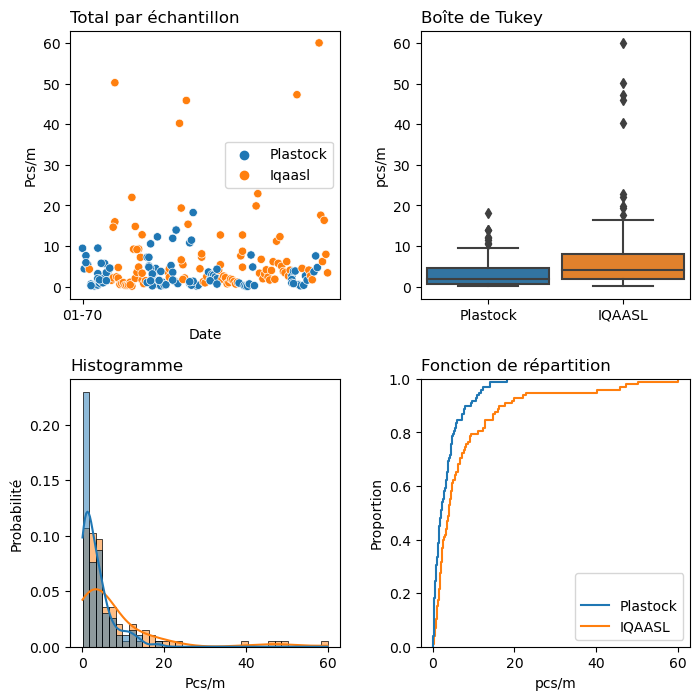 Total par échantillon
Pcs/m
60
50
40
30
20
10
0
Plastock
Iqaasl
01-70
Date
Boîte de Tukey
pcs/m
60
50
40
30
20
10
0
Plastock
IQAASL
Histogramme
Probabilité
0.20
0.15
0.10
0.05
0.00
0
20
40
60
Pcs/m
Fonction de répartition
Proportion
1.0
0.8
0.6
0.4
0.2
0.0
Plastock
IQAASL
0
20
40
60
pcs/m